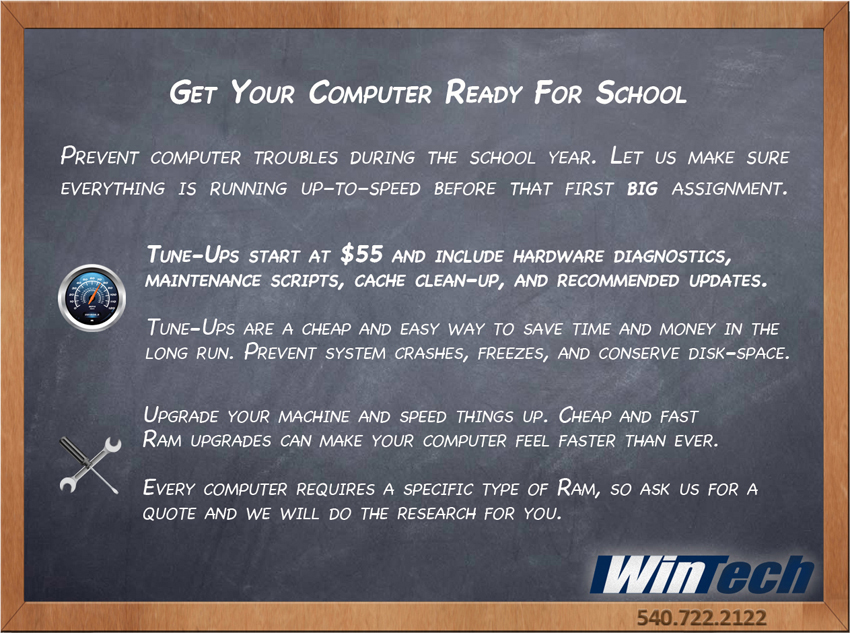 Get Your Computer Ready For School
Prevent computer troubles during the school year. Let us make sure
everything is running up-to-speed before that first big assignment.
Tune-Ups start at $55 and include hardware diagnostics,
maintenance scripts, cache clean-up, and recommended updates.
Tune-Ups are a cheap and easy way to save time and money in the
long run. Prevent system crashes, freezes, and conserve disk-space.
Upgrade your machine and speed things up. Cheap and fast
Ram upgrades can make your computer feel faster than ever.
Every computer requires a specific type of Ram, so ask us for a
quote and we will do the research for you.
WinTech
540.722.2122